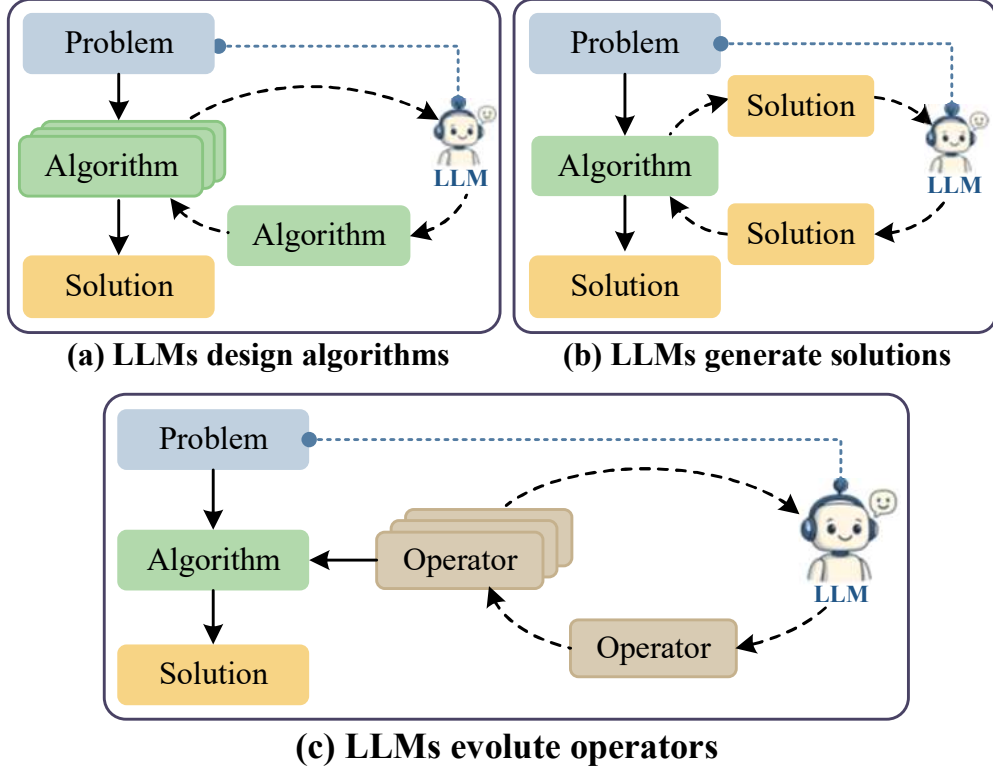 Problem
Algorithm
LLM
Algorithm
Solution
(a) LLMs design algorithms
Problem
Solution
Algorithm
LLM
Solution
Solution
(b) LLMs generate solutions
Problem
Algorithm
Operator
LLM
Operator
Solution
(c) LLMs evolute operators